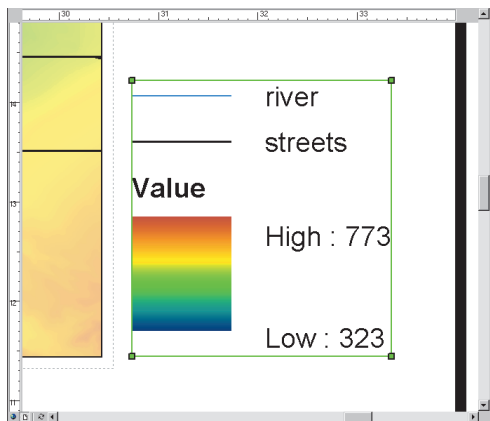 30 31 32 33
14
river
streets
Value
13
High : 773
12
Low : 323
11